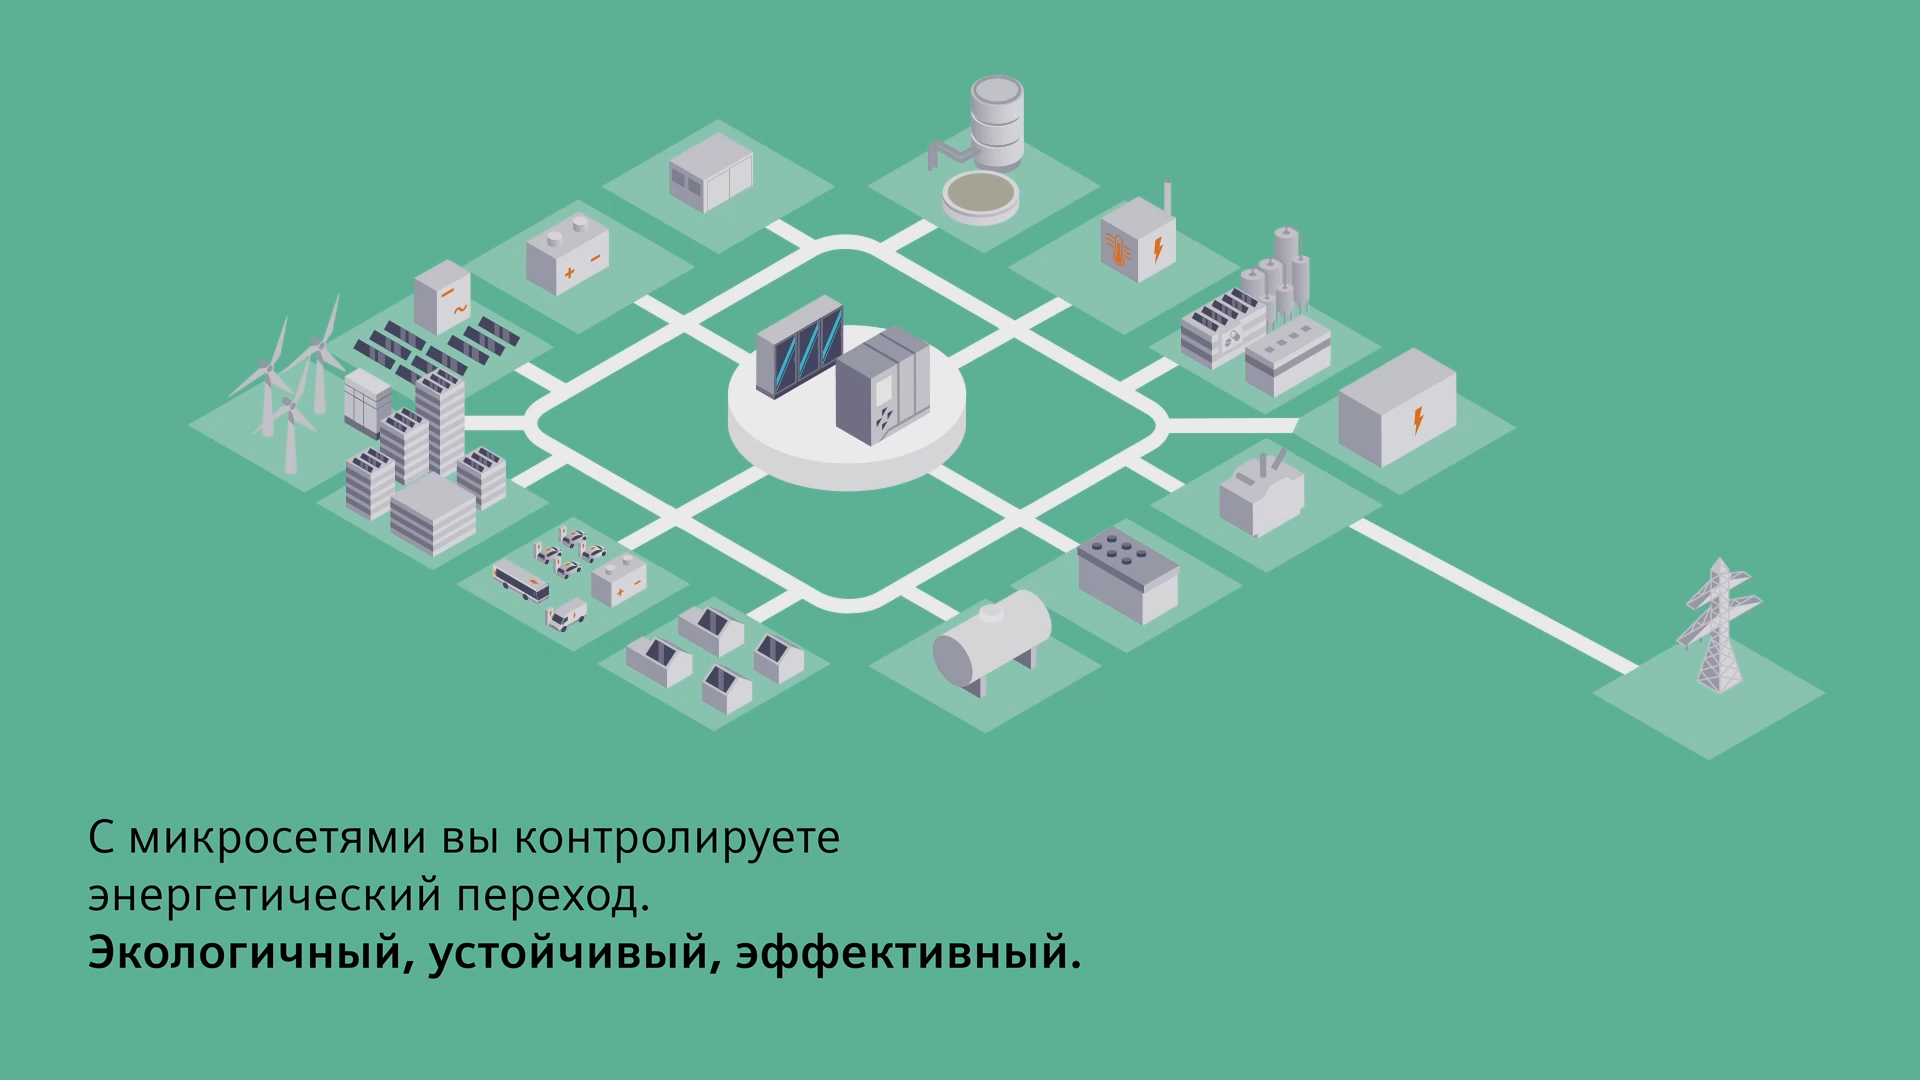 С микросетями вы контролируете
энергетический переход.
Экологичный, устойчивый, эффективный.